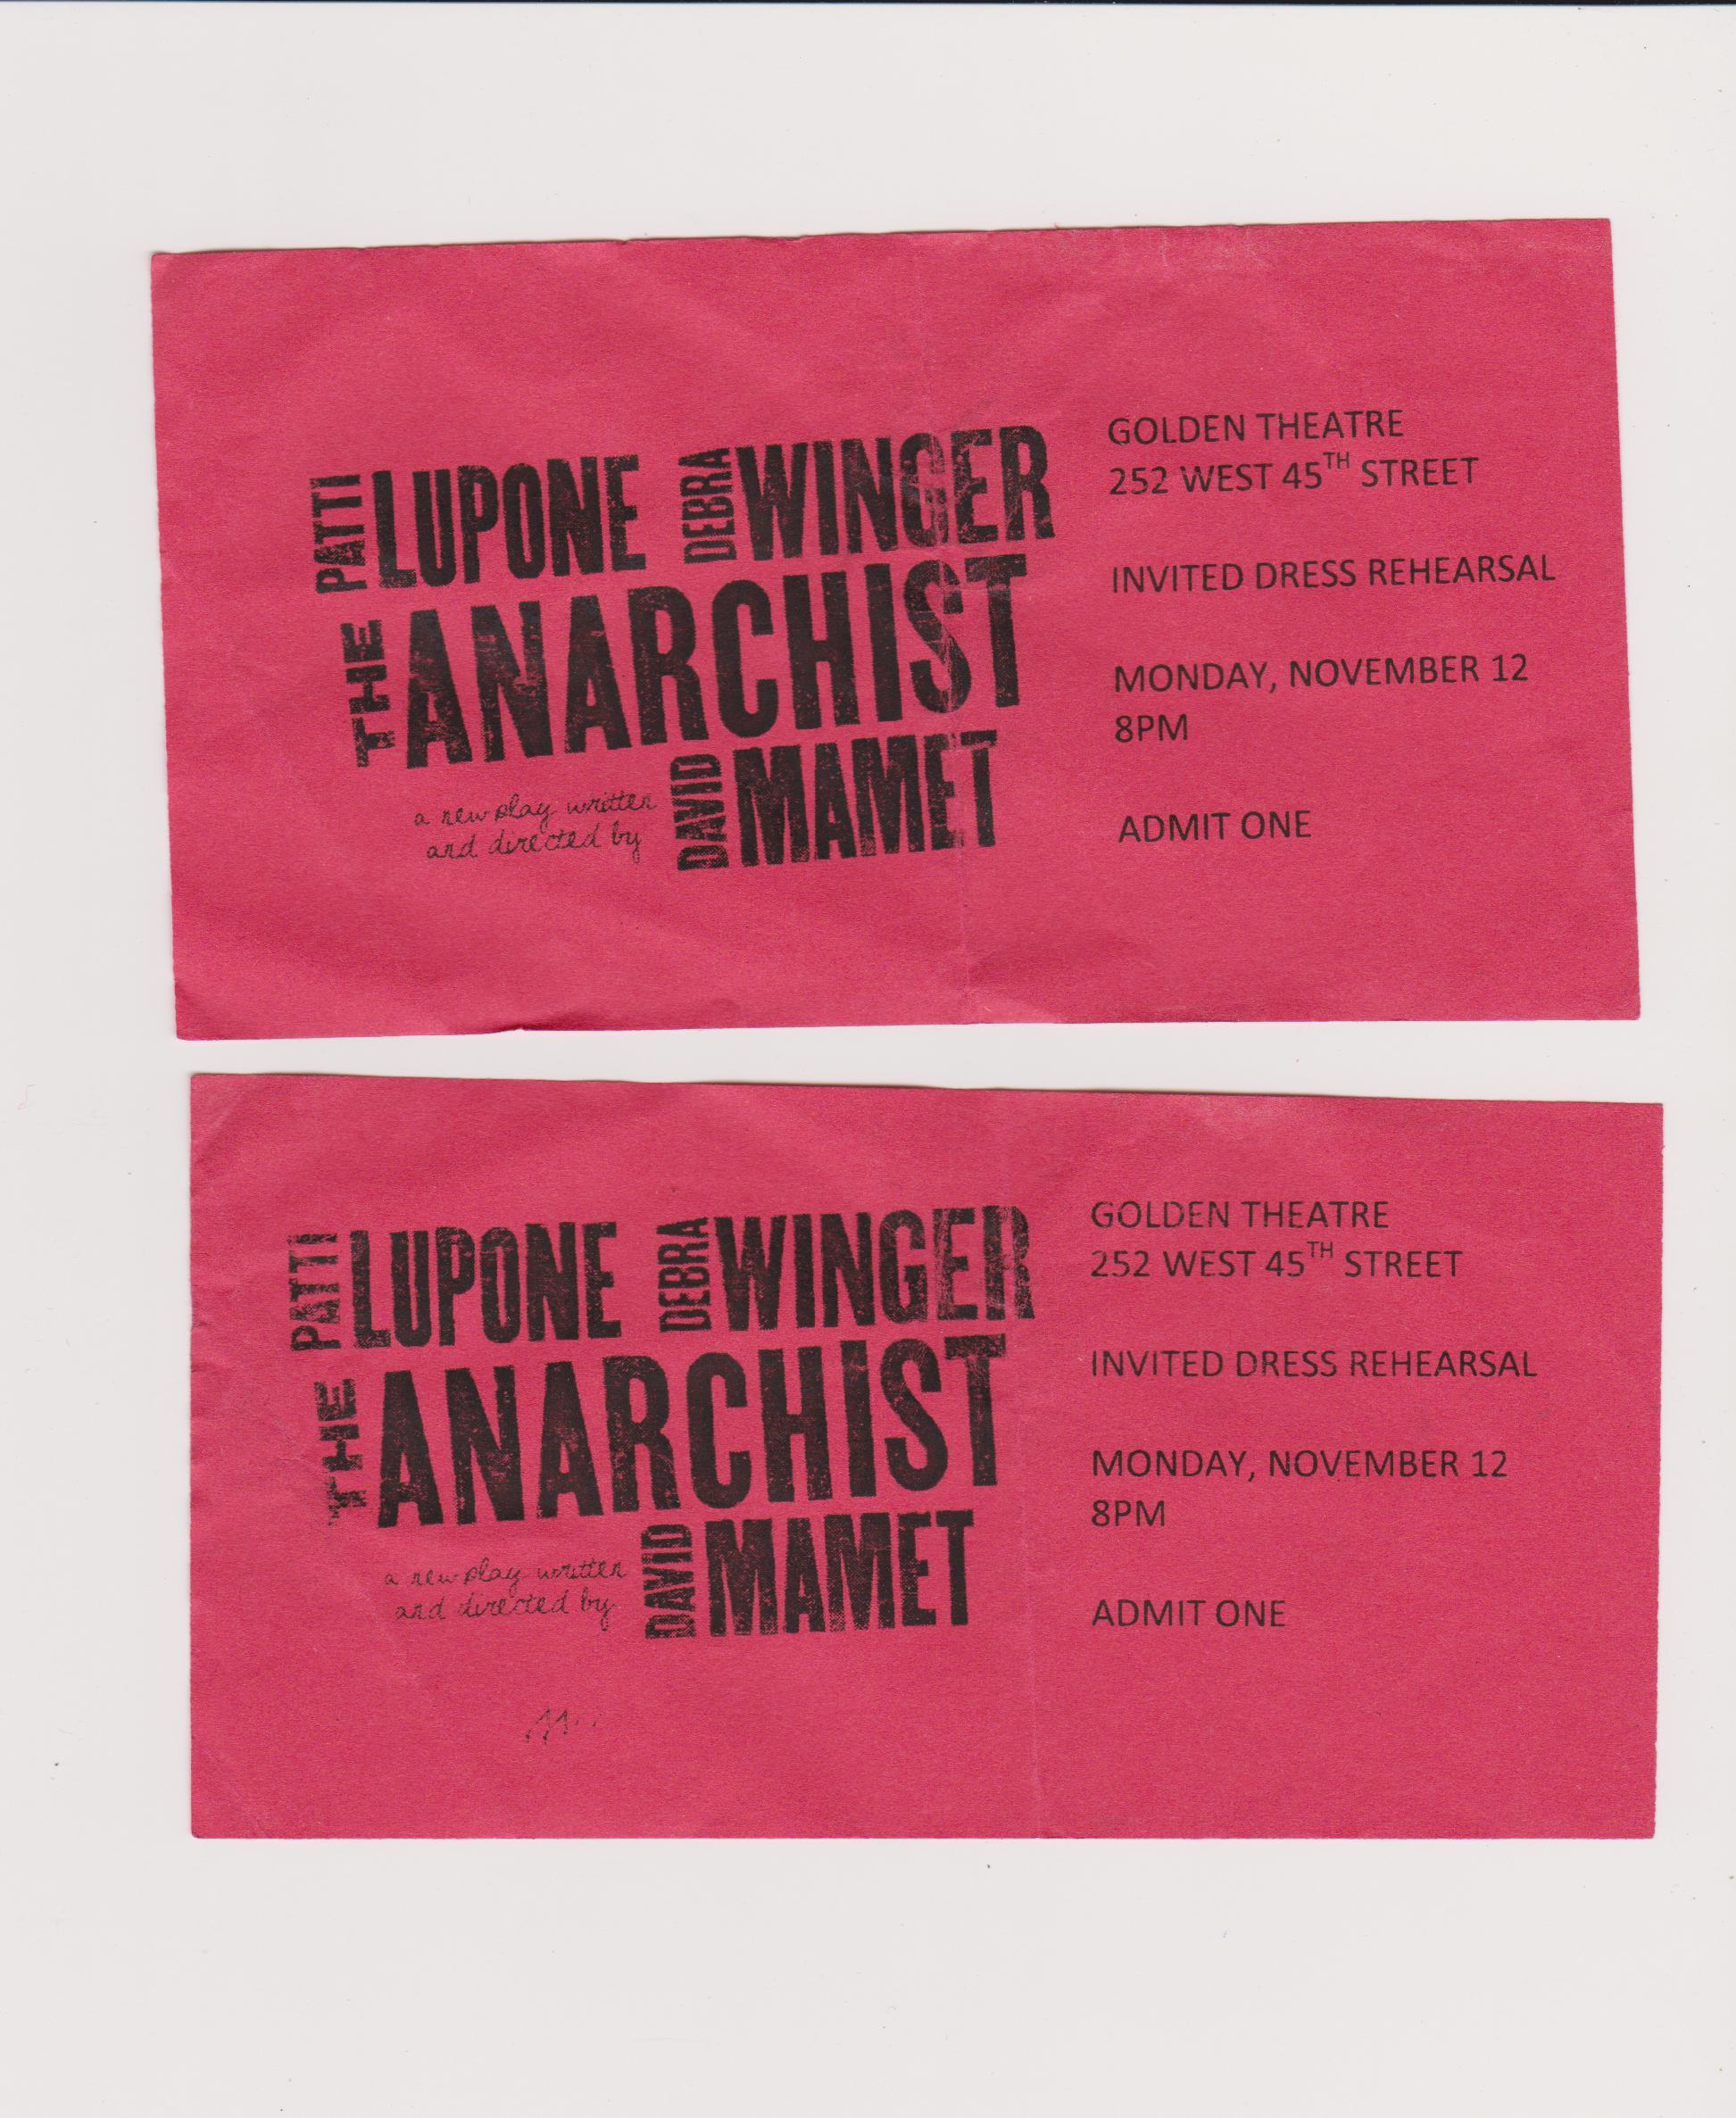 PATTI LUPONE DEBRA WINGER
THE ANARCHIST
a new play written
and directed by
DAVID MAMET
GOLDEN THEATRE
252 WEST 45TH STREET
INVITED DRESS REHEARSAL
MONDAY, NOVEMBER 12
8PM
ADMIT ONE
PATTI LUPONE DEBRA WINGER
THE ANARCHIST
a new play written
and directed by
DAVID MAMET
GOLDEN THEATRE
252 WEST 45TH STREET
INVITED DRESS REHEARSAL
MONDAY, NOVEMBER 12
8PM
ADMIT ONE